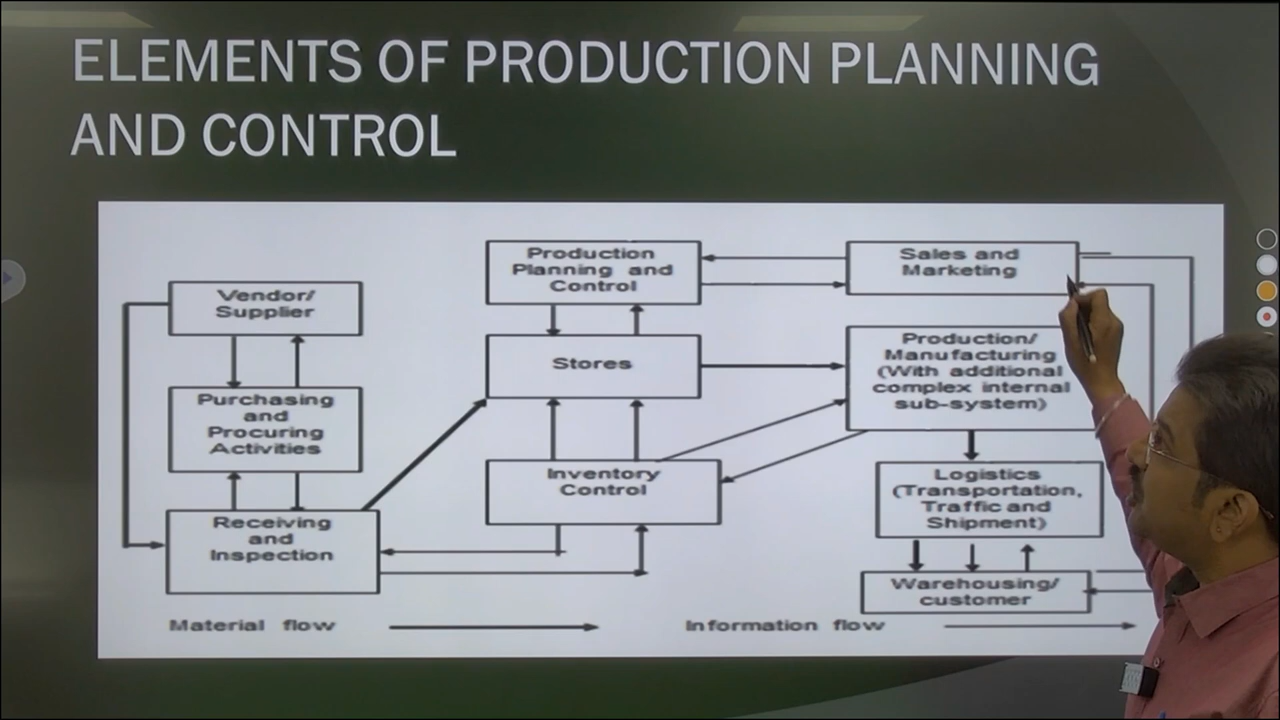 ELEMENTS OF PRODUCTION PLANNING
AND CONTROL
Vendor/
Supplier
Purchasing
and
Procuring
Activities
Receiving
and
Inspection
Production
Planning and
Control
Stores
Inventory
Control
Sales and
Marketing
Production/
Manufacturing
(With additional
complex internal
sub-system)
Logistics
(Transportation,
Traffic and
Shipment)
Warehousing/
customer
Material flow
Information flow